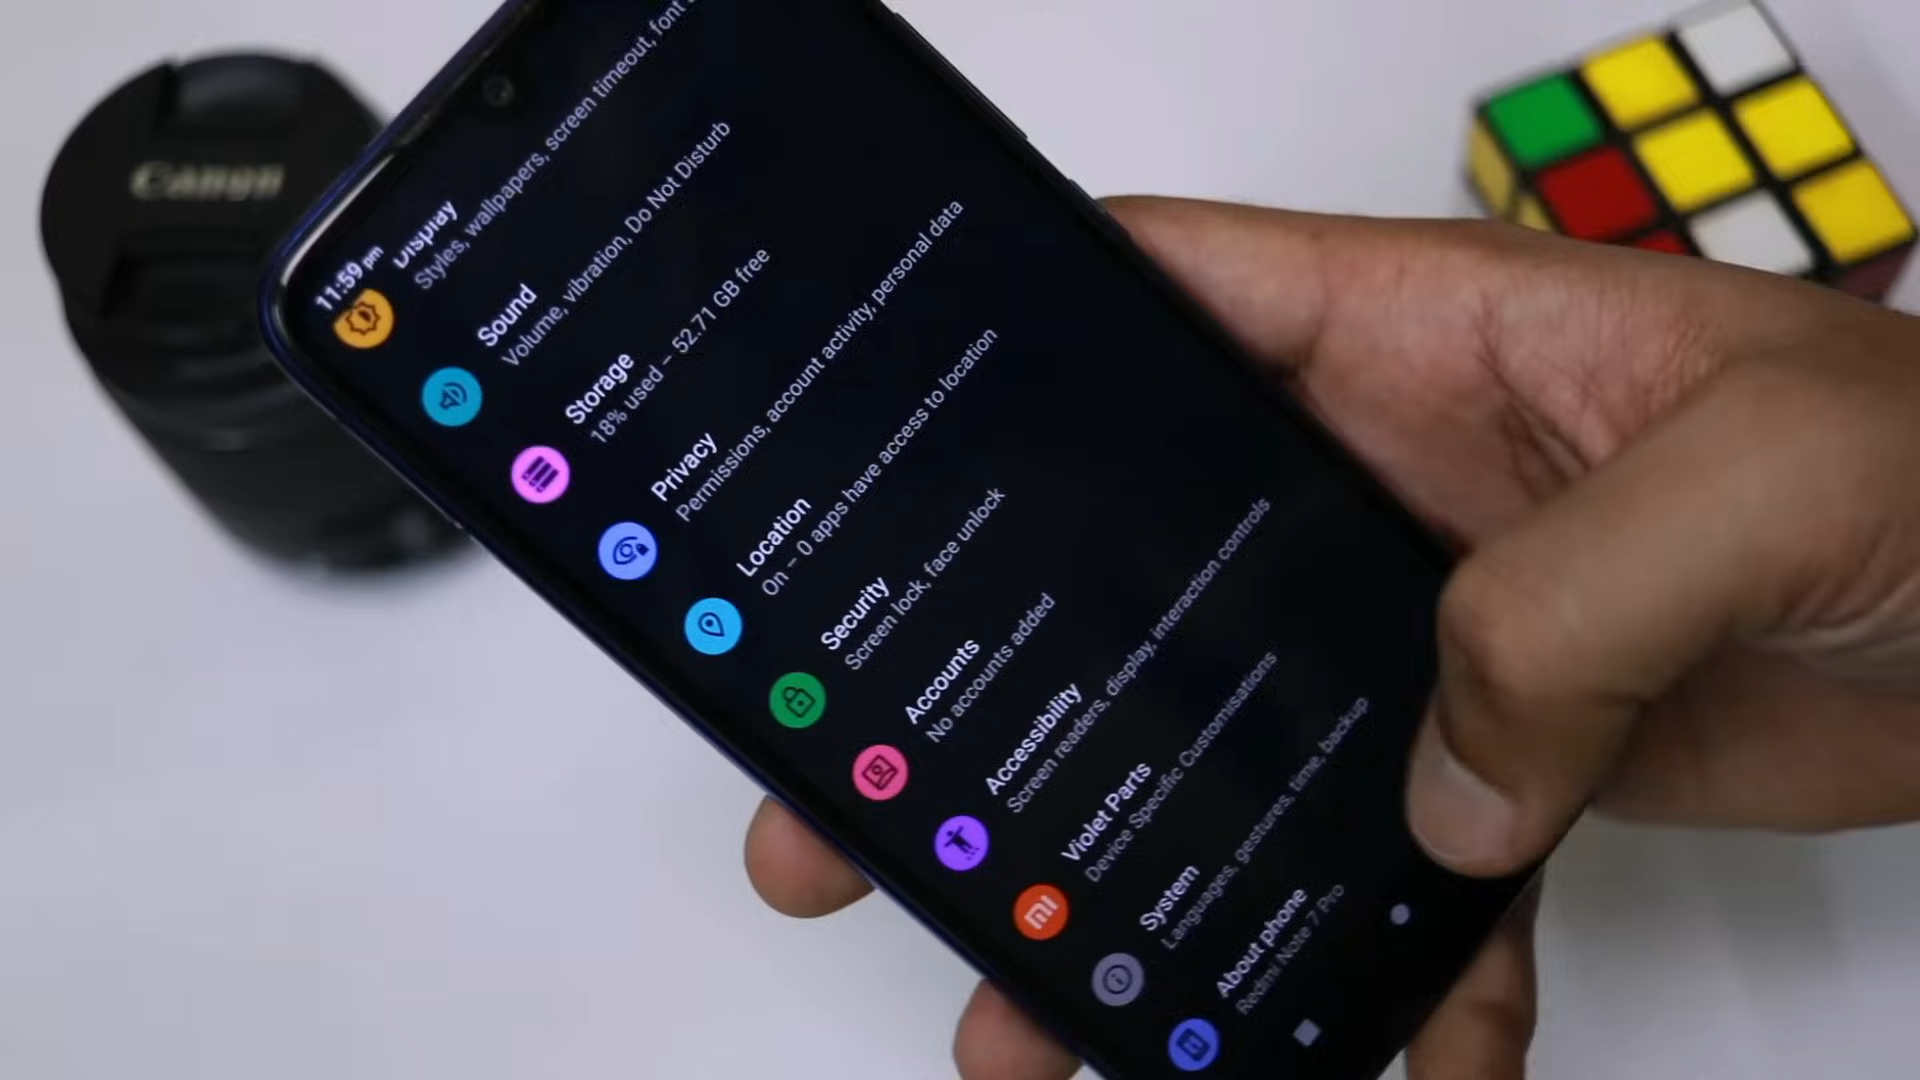 Canon
11:59 pm
Display
Styles, wallpapers, screen timeout, font
Sound
Volume, vibration, Do Not Disturb
Storage
18% used – 52.71 GB free
Privacy
Permissions, account activity, personal data
Location
On – 0 apps have access to location
Security
Screen lock, face unlock
Accounts
No accounts added
Accessibility
Screen readers, display, interaction controls
Violet Parts
Device Specific Customisations
System
Languages, gestures, time, backup
About phone
Redmi Note 7 Pro